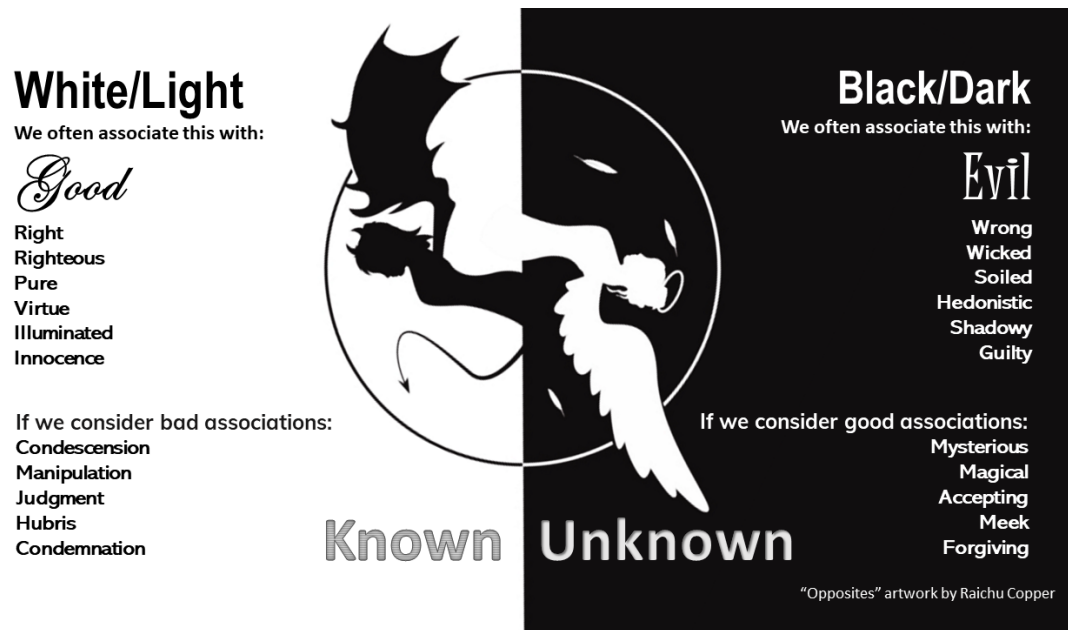 White/Light
We often associate this with:
Good
Right
Righteous
Pure
Virtue
Illuminated
Innocence
If we consider bad associations:
Condescension
Manipulation
Judgment
Hubris
Condemnation
Known
Black/Dark
We often associate this with:
Evil
Wrong
Wicked
Soiled
Hedonistic
Shadowy
Guilty
If we consider good associations:
Mysterious
Magical
Accepting
Meek
Forgiving
Unknown
“Opposites” artwork by Raichu Copper